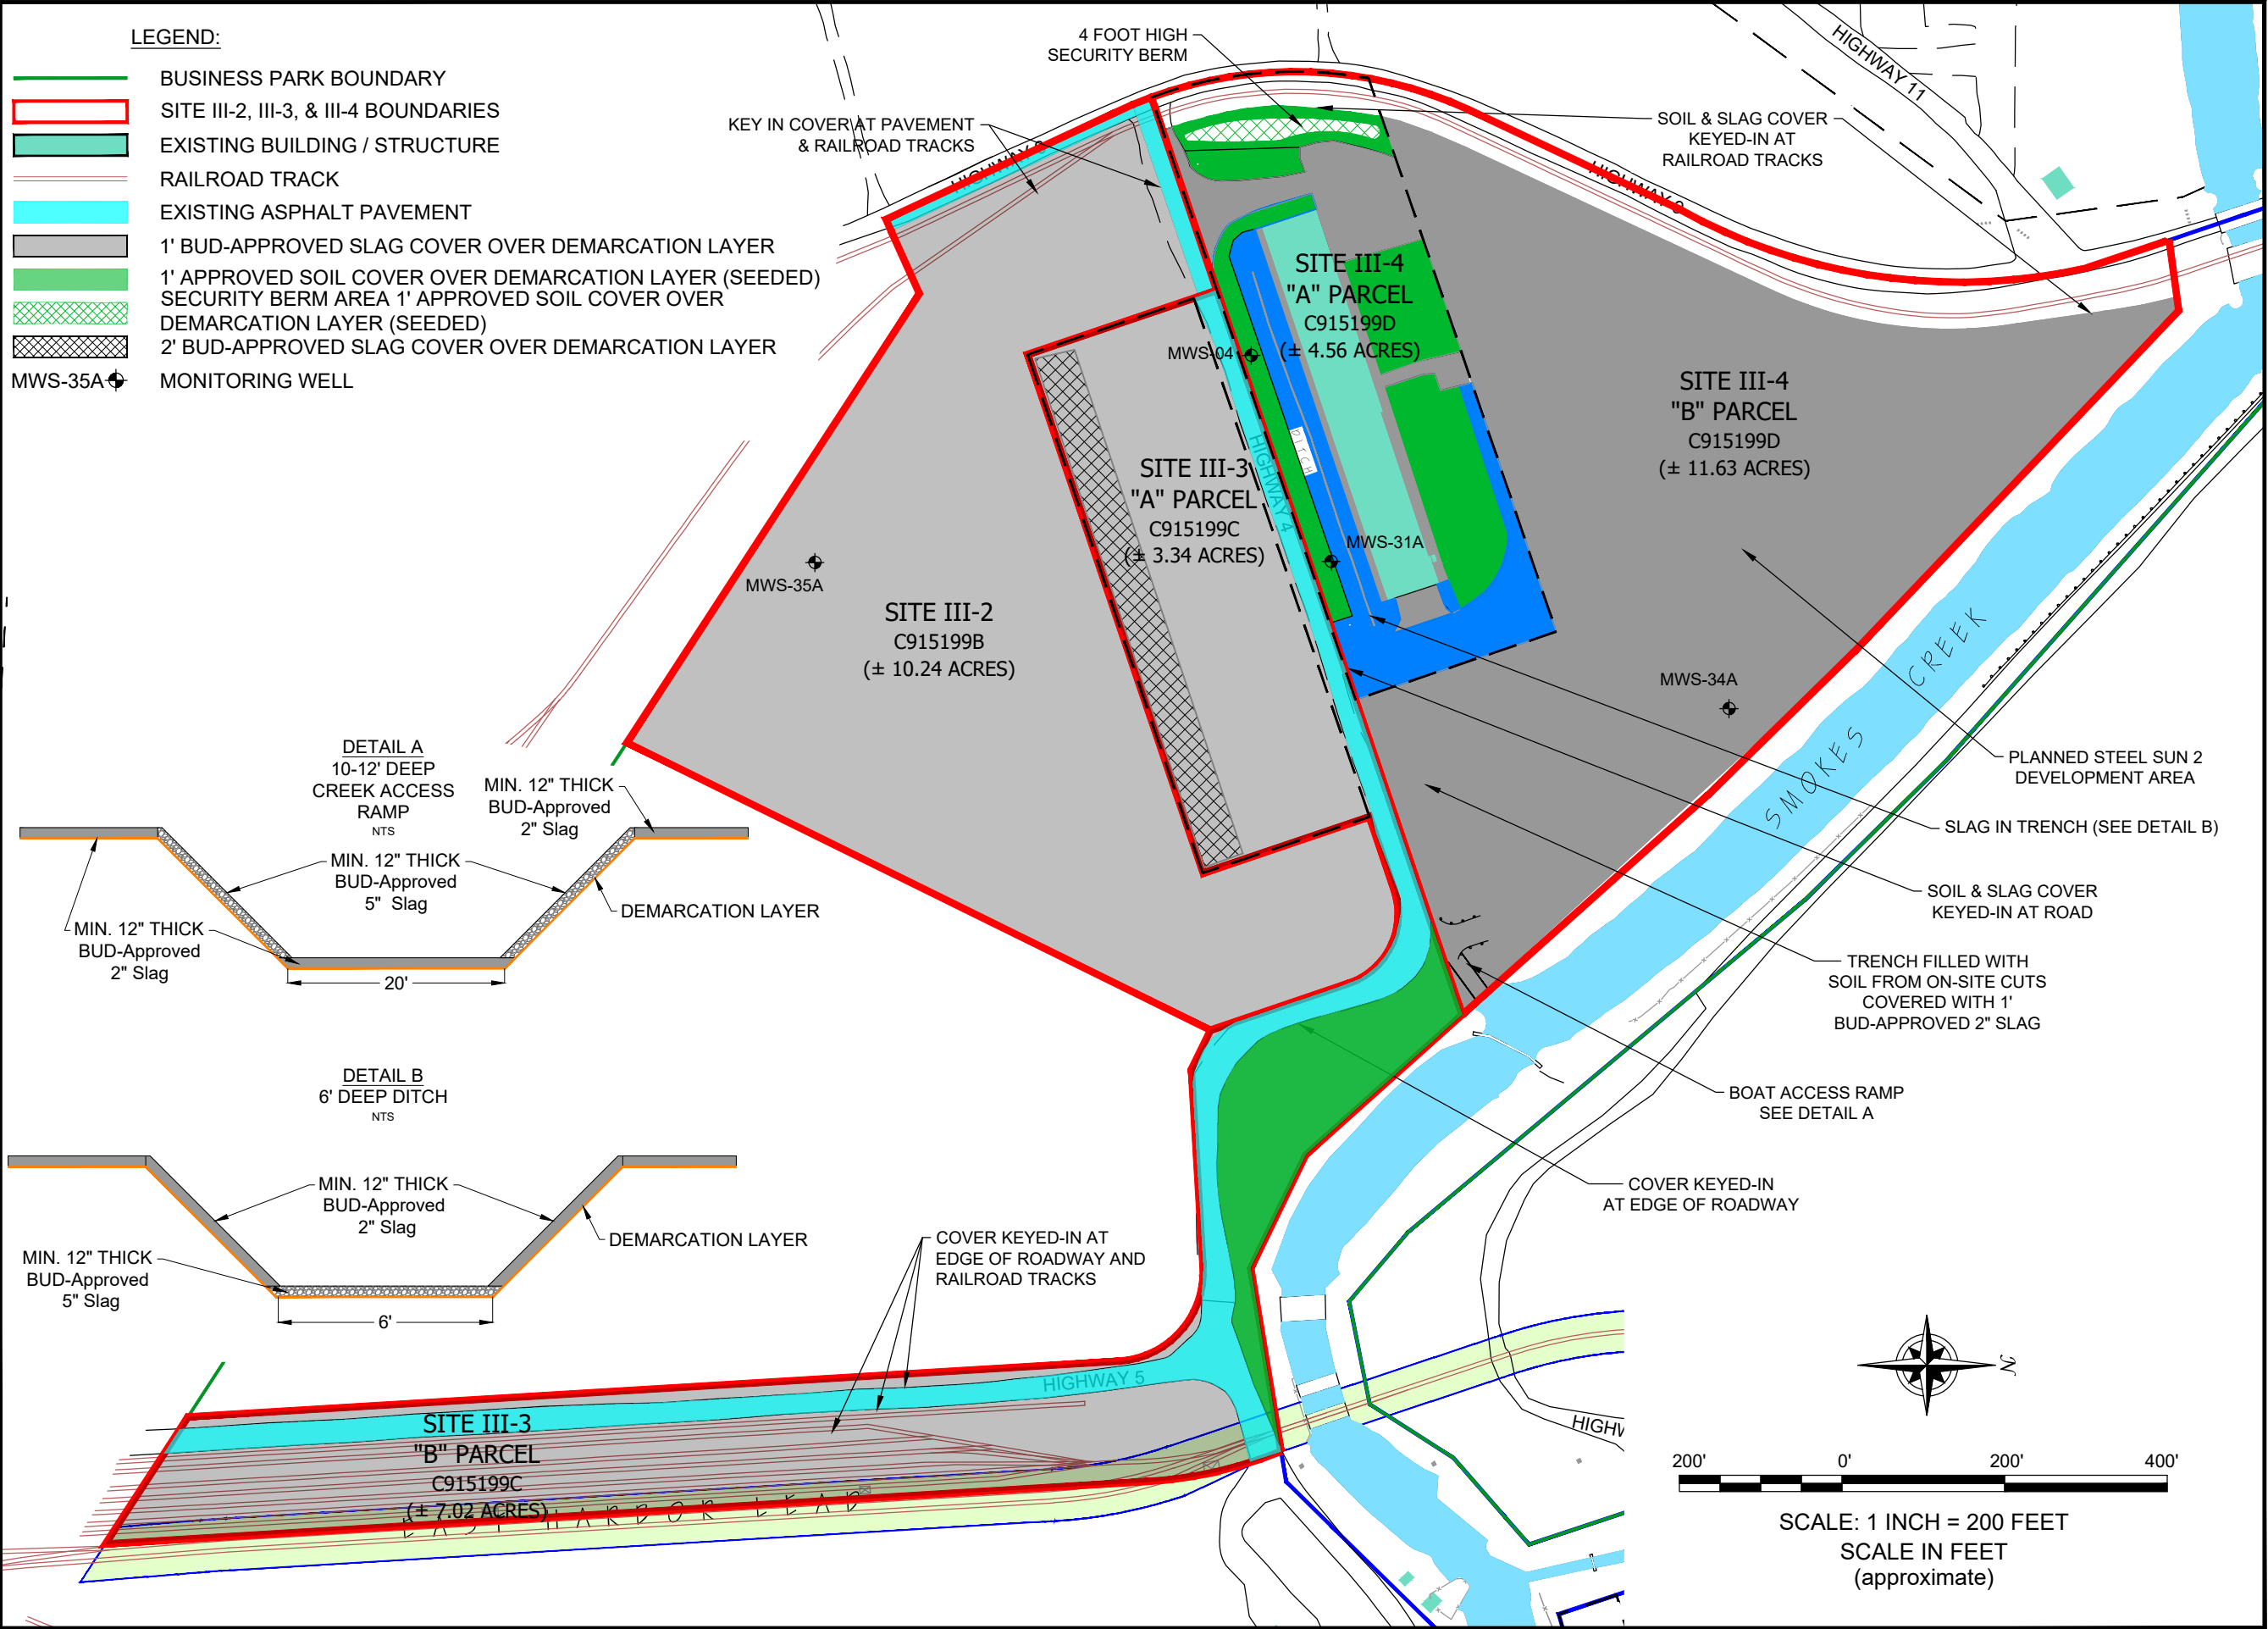 LEGEND:
BUSINESS PARK BOUNDARY
SITE III-2, III-3, & III-4 BOUNDARIES
EXISTING BUILDING / STRUCTURE
RAILROAD TRACK
EXISTING ASPHALT PAVEMENT
1' BUD-APPROVED SLAG COVER OVER DEMARCATION LAYER
1' APPROVED SOIL COVER OVER DEMARCATION LAYER (SEEDED)
SECURITY BERM AREA 1' APPROVED SOIL COVER OVER
DEMARCATION LAYER (SEEDED)
2' BUD-APPROVED SLAG COVER OVER DEMARCATION LAYER
MWS-35A MONITORING WELL
4 FOOT HIGH
SECURITY BERM
KEY IN COVER AT PAVEMENT
& RAILROAD TRACKS
HIGHWAY 11
SOIL & SLAG COVER
KEYED-IN AT
RAILROAD TRACKS
HIGHWAY
HIGHWAY 9
SITE III-4
"A" PARCEL
C915199D
(± 4.56 ACRES)
MWS-04
SITE III-4
"B" PARCEL
C915199D
(± 11.63 ACRES)
DITCH
HIGHWAY 4
SITE III-3
"A" PARCEL
C915199C
(± 3.34 ACRES)
MWS-31A
MWS-35A
SITE III-2
C915199B
(± 10.24 ACRES)
MWS-34A
SMOKES CREEK
PLANNED STEEL SUN 2
DEVELOPMENT AREA
SLAG IN TRENCH (SEE DETAIL B)
SOIL & SLAG COVER
KEYED-IN AT ROAD
TRENCH FILLED WITH
SOIL FROM ON-SITE CUTS
COVERED WITH 1'
BUD-APPROVED 2" SLAG
BOAT ACCESS RAMP
SEE DETAIL A
COVER KEYED-IN
AT EDGE OF ROADWAY
DETAIL A
10-12' DEEP
CREEK ACCESS
RAMP
NTS
MIN. 12" THICK
BUD-Approved
2" Slag
MIN. 12" THICK
BUD-Approved
5" Slag
DEMARCATION LAYER
MIN. 12" THICK
BUD-Approved
2" Slag
20'
DETAIL B
6' DEEP DITCH
NTS
MIN. 12" THICK
BUD-Approved
2" Slag
DEMARCATION LAYER
MIN. 12" THICK
BUD-Approved
5" Slag
6'
COVER KEYED-IN AT
EDGE OF ROADWAY AND
RAILROAD TRACKS
HIGHWAY 5
SITE III-3
"B" PARCEL
C915199C
(± 7.02 ACRES)
EAST HARBOR LEAD
N
200' 0' 200' 400'
SCALE: 1 INCH = 200 FEET
SCALE IN FEET
(approximate)